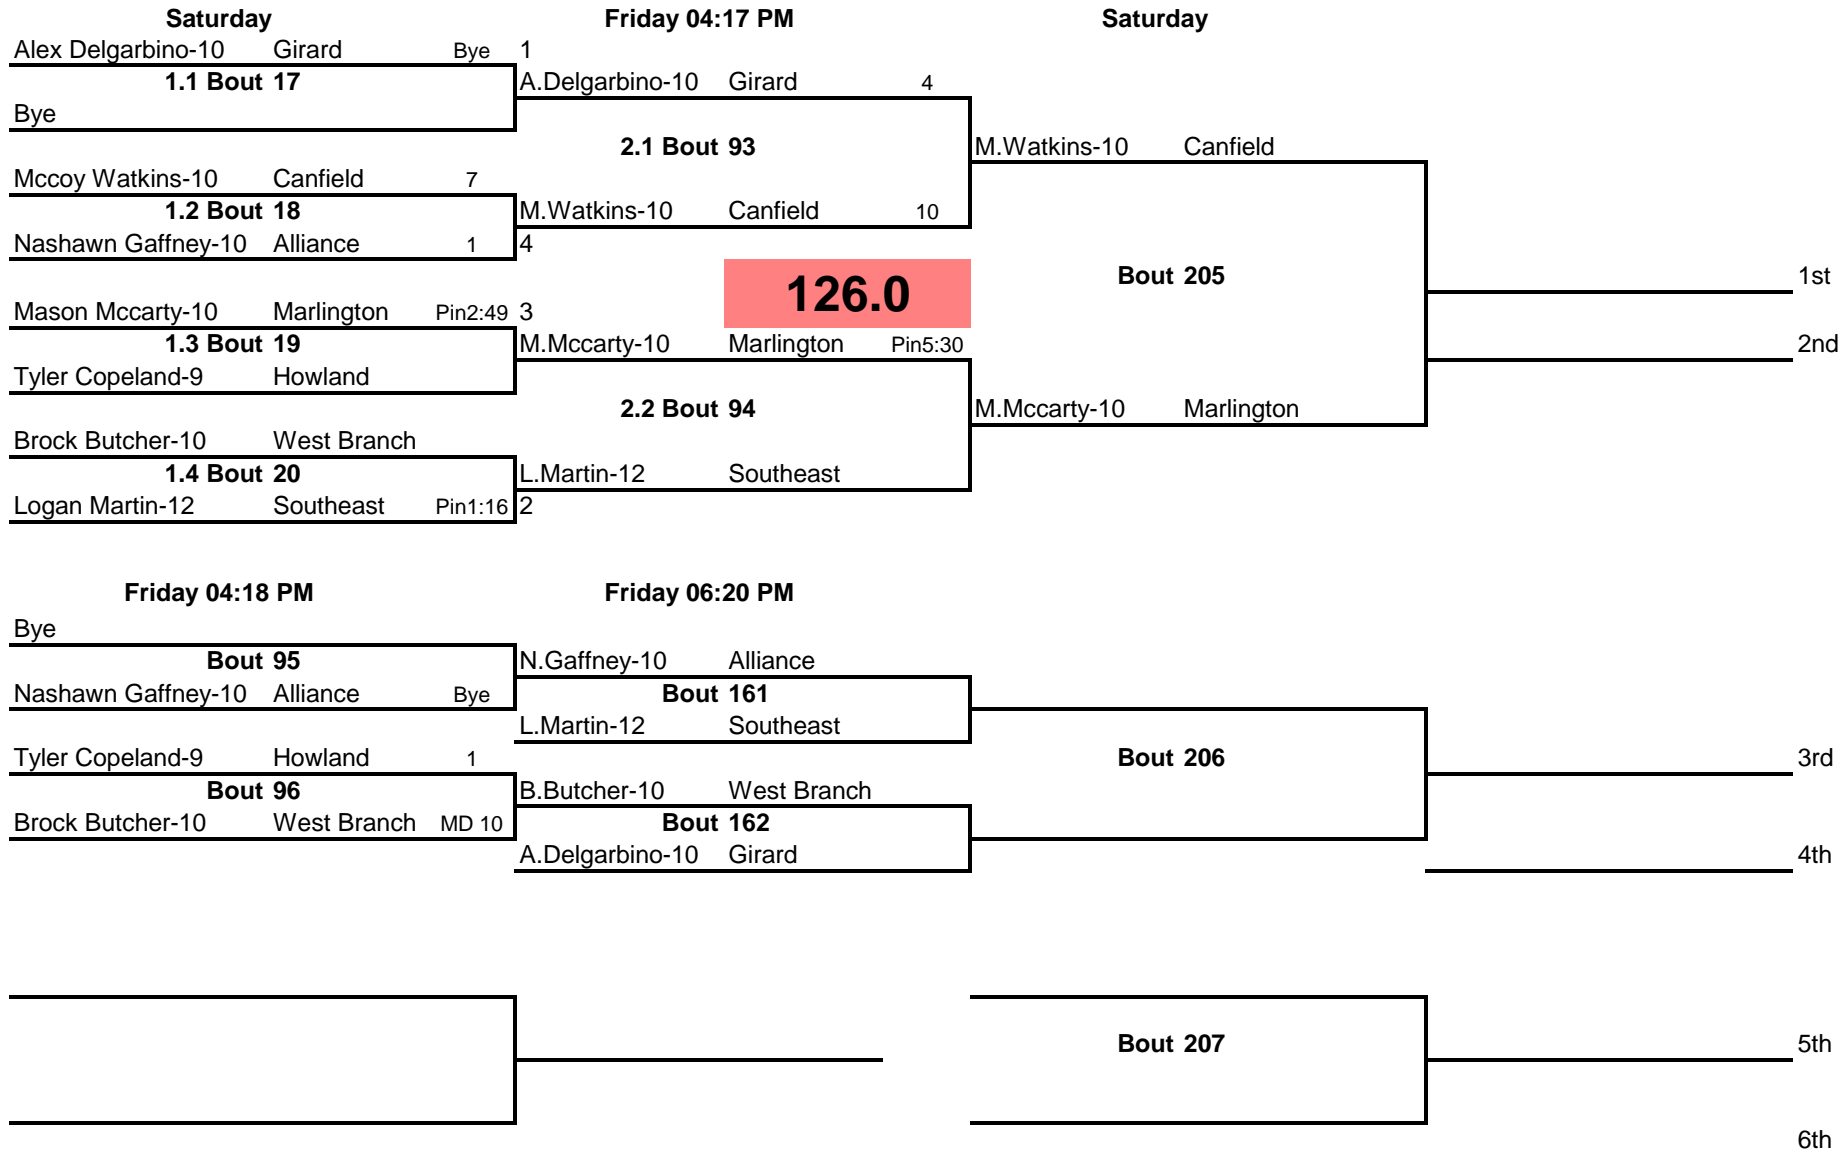 Saturday Friday 04:17 PM Saturday
Alex Delgarbino-10 Girard Bye 1
1.1 Bout 17 A.Delgarbino-10 Girard 4
Bye
2.1 Bout 93 M.Watkins-10 Canfield
Mccoy Watkins-10 Canfield 7
1.2 Bout 18 M.Watkins-10 Canfield 10
Nashawn Gaffney-10 Alliance 1 4
126.0 Bout 205 1st
Mason Mccarty-10 Marlington Pin2:49 3
1.3 Bout 19 M.Mccarty-10 Marlington Pin5:30 2nd
Tyler Copeland-9 Howland
2.2 Bout 94 M.Mccarty-10 Marlington
Brock Butcher-10 West Branch
1.4 Bout 20 L.Martin-12 Southeast
Logan Martin-12 Southeast Pin1:16 2
Friday 04:18 PM Friday 06:20 PM
Bye
Bout 95 N.Gaffney-10 Alliance
Nashawn Gaffney-10 Alliance Bye Bout 161
L.Martin-12 Southeast
Tyler Copeland-9 Howland 1 Bout 206 3rd
Bout 96 B.Butcher-10 West Branch
Brock Butcher-10 West Branch MD 10 Bout 162
A.Delgarbino-10 Girard 4th
Bout 207 5th
6th